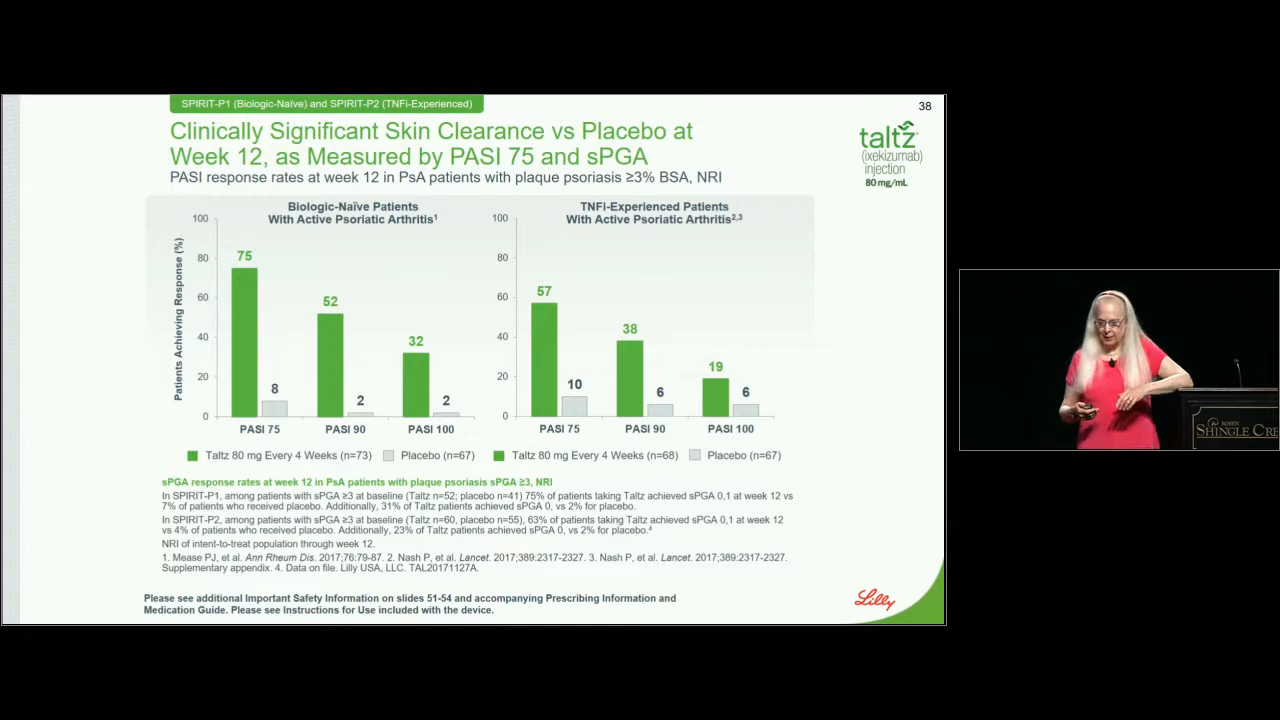 SPIRIT-P1 (Biologic-Naïve) and SPIRIT-P2 (TNFi-Experienced)
38
Clinically Significant Skin Clearance vs Placebo at
Week 12, as Measured by PASI 75 and sPGA
PASI response rates at week 12 in PsA patients with plaque psoriasis ≥3% BSA, NRI
taltz
(ixekizumab)
injection
80 mg/mL
Biologic-Naïve Patients
With Active Psoriatic Arthritis1
Patients Achieving Response (%)
100
80
60
40
20
0
75
8
52
2
32
2
PASI 75
PASI 90
PASI 100
Taltz 80 mg Every 4 Weeks (n=73)
Placebo (n=67)
TNFi-Experienced Patients
With Active Psoriatic Arthritis2,3
100
80
60
40
20
0
57
10
38
6
19
6
PASI 75
PASI 90
PASI 100
Taltz 80 mg Every 4 Weeks (n=68)
Placebo (n=67)
sPGA response rates at week 12 in PsA patients with plaque psoriasis sPGA ≥3, NRI
In SPIRIT-P1, among patients with sPGA ≥3 at baseline (Taltz n=52; placebo n=41) 75% of patients taking Taltz achieved sPGA 0,1 at week 12 vs
7% of patients who received placebo. Additionally, 31% of Taltz patients achieved sPGA 0, vs 2% for placebo.
In SPIRIT-P2, among patients with sPGA ≥3 at baseline (Taltz n=60, placebo n=55), 63% of patients taking Taltz achieved sPGA 0,1 at week 12
vs 4% of patients who received placebo. Additionally, 23% of Taltz patients achieved sPGA 0, vs 2% for placebo.4
NRI of intent-to-treat population through week 12.
1. Mease PJ, et al. Ann Rheum Dis. 2017;76:79-87. 2. Nash P, et al. Lancet. 2017;389:2317-2327. 3. Nash P, et al. Lancet. 2017;389:2317-2327.
Supplementary appendix. 4. Data on file. Lilly USA, LLC. TAL20171127A.
Please see additional Important Safety Information on slides 51-54 and accompanying Prescribing Information and
Medication Guide. Please see Instructions for Use included with the device.
Lilly
ROSEN
SHINGLE CRE